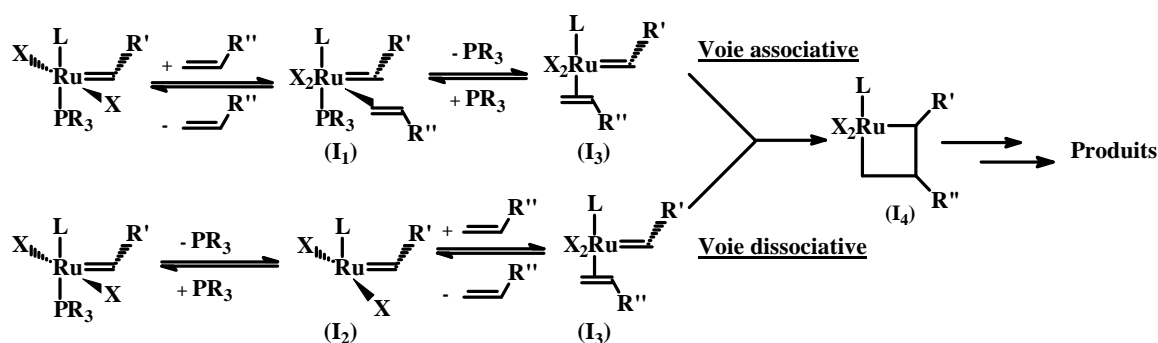 L
X
R'
Ru
X
PR3
+ R''
- R''
L
R'
X2Ru
PR3
R''
(I1)
- PR3
+ PR3
L
R'
X2Ru
R''
(I3)
Voie associative
L
R'
X2Ru
R''
(I4)
Produits
L
X
R'
Ru
X
PR3
- PR3
+ PR3
L
X
R'
Ru
X
(I2)
+ R''
- R''
L
R'
X2Ru
R''
(I3)
Voie dissociative